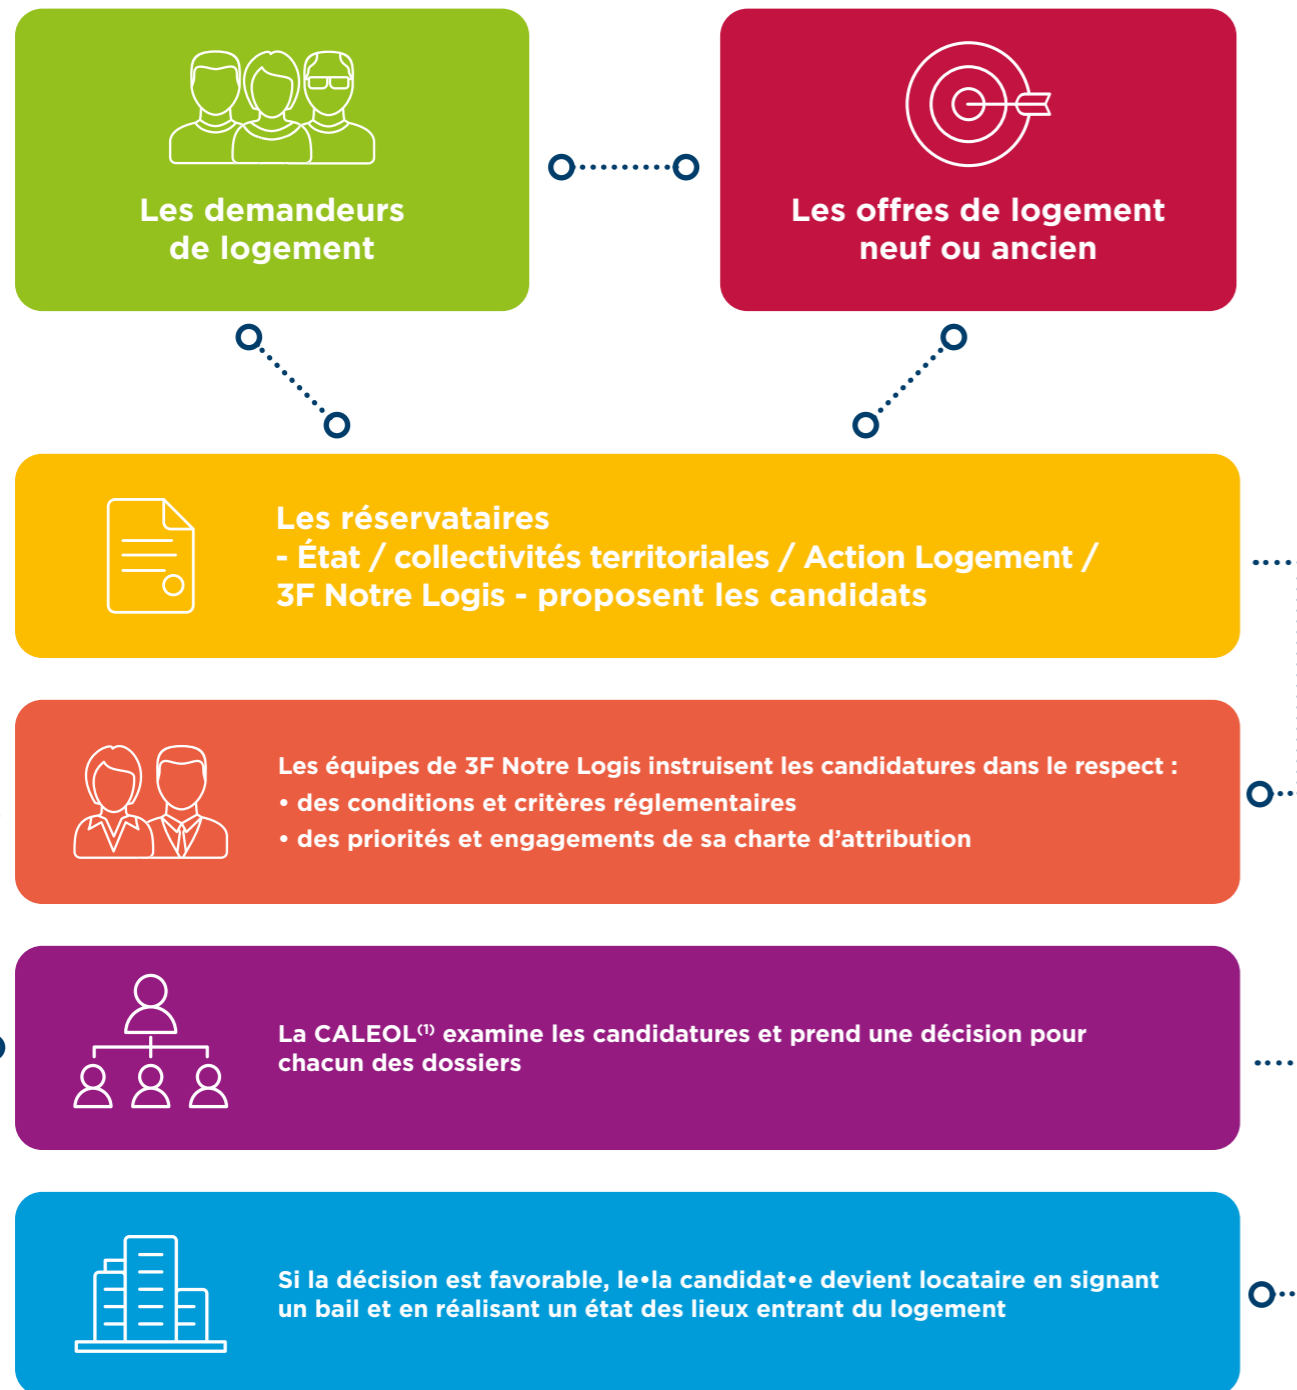 Les demandeurs
de logement
Les offres de logement
neuf ou ancien
Les réservataires
- État / collectivités territoriales / Action Logement /
3F Notre Logis - proposent les candidats
Les équipes de 3F Notre Logis instruisent les candidatures dans le respect :
• des conditions et critères réglementaires
• des priorités et engagements de sa charte d'attribution
La CALEOL(1) examine les candidatures et prend une décision pour
chacun des dossiers
Si la décision est favorable, le•la candidat•e devient locataire en signant
un bail et en réalisant un état des lieux entrant du logement